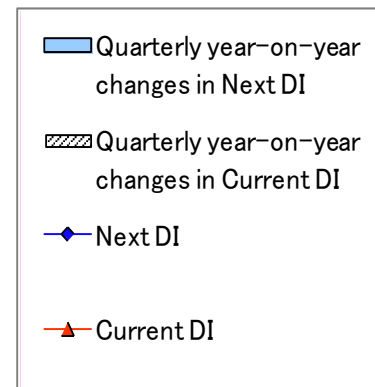 Quarterly year-on-year
changes in Next DI
Quarterly year-on-year
changes in Current DI
Next DI
Current DI